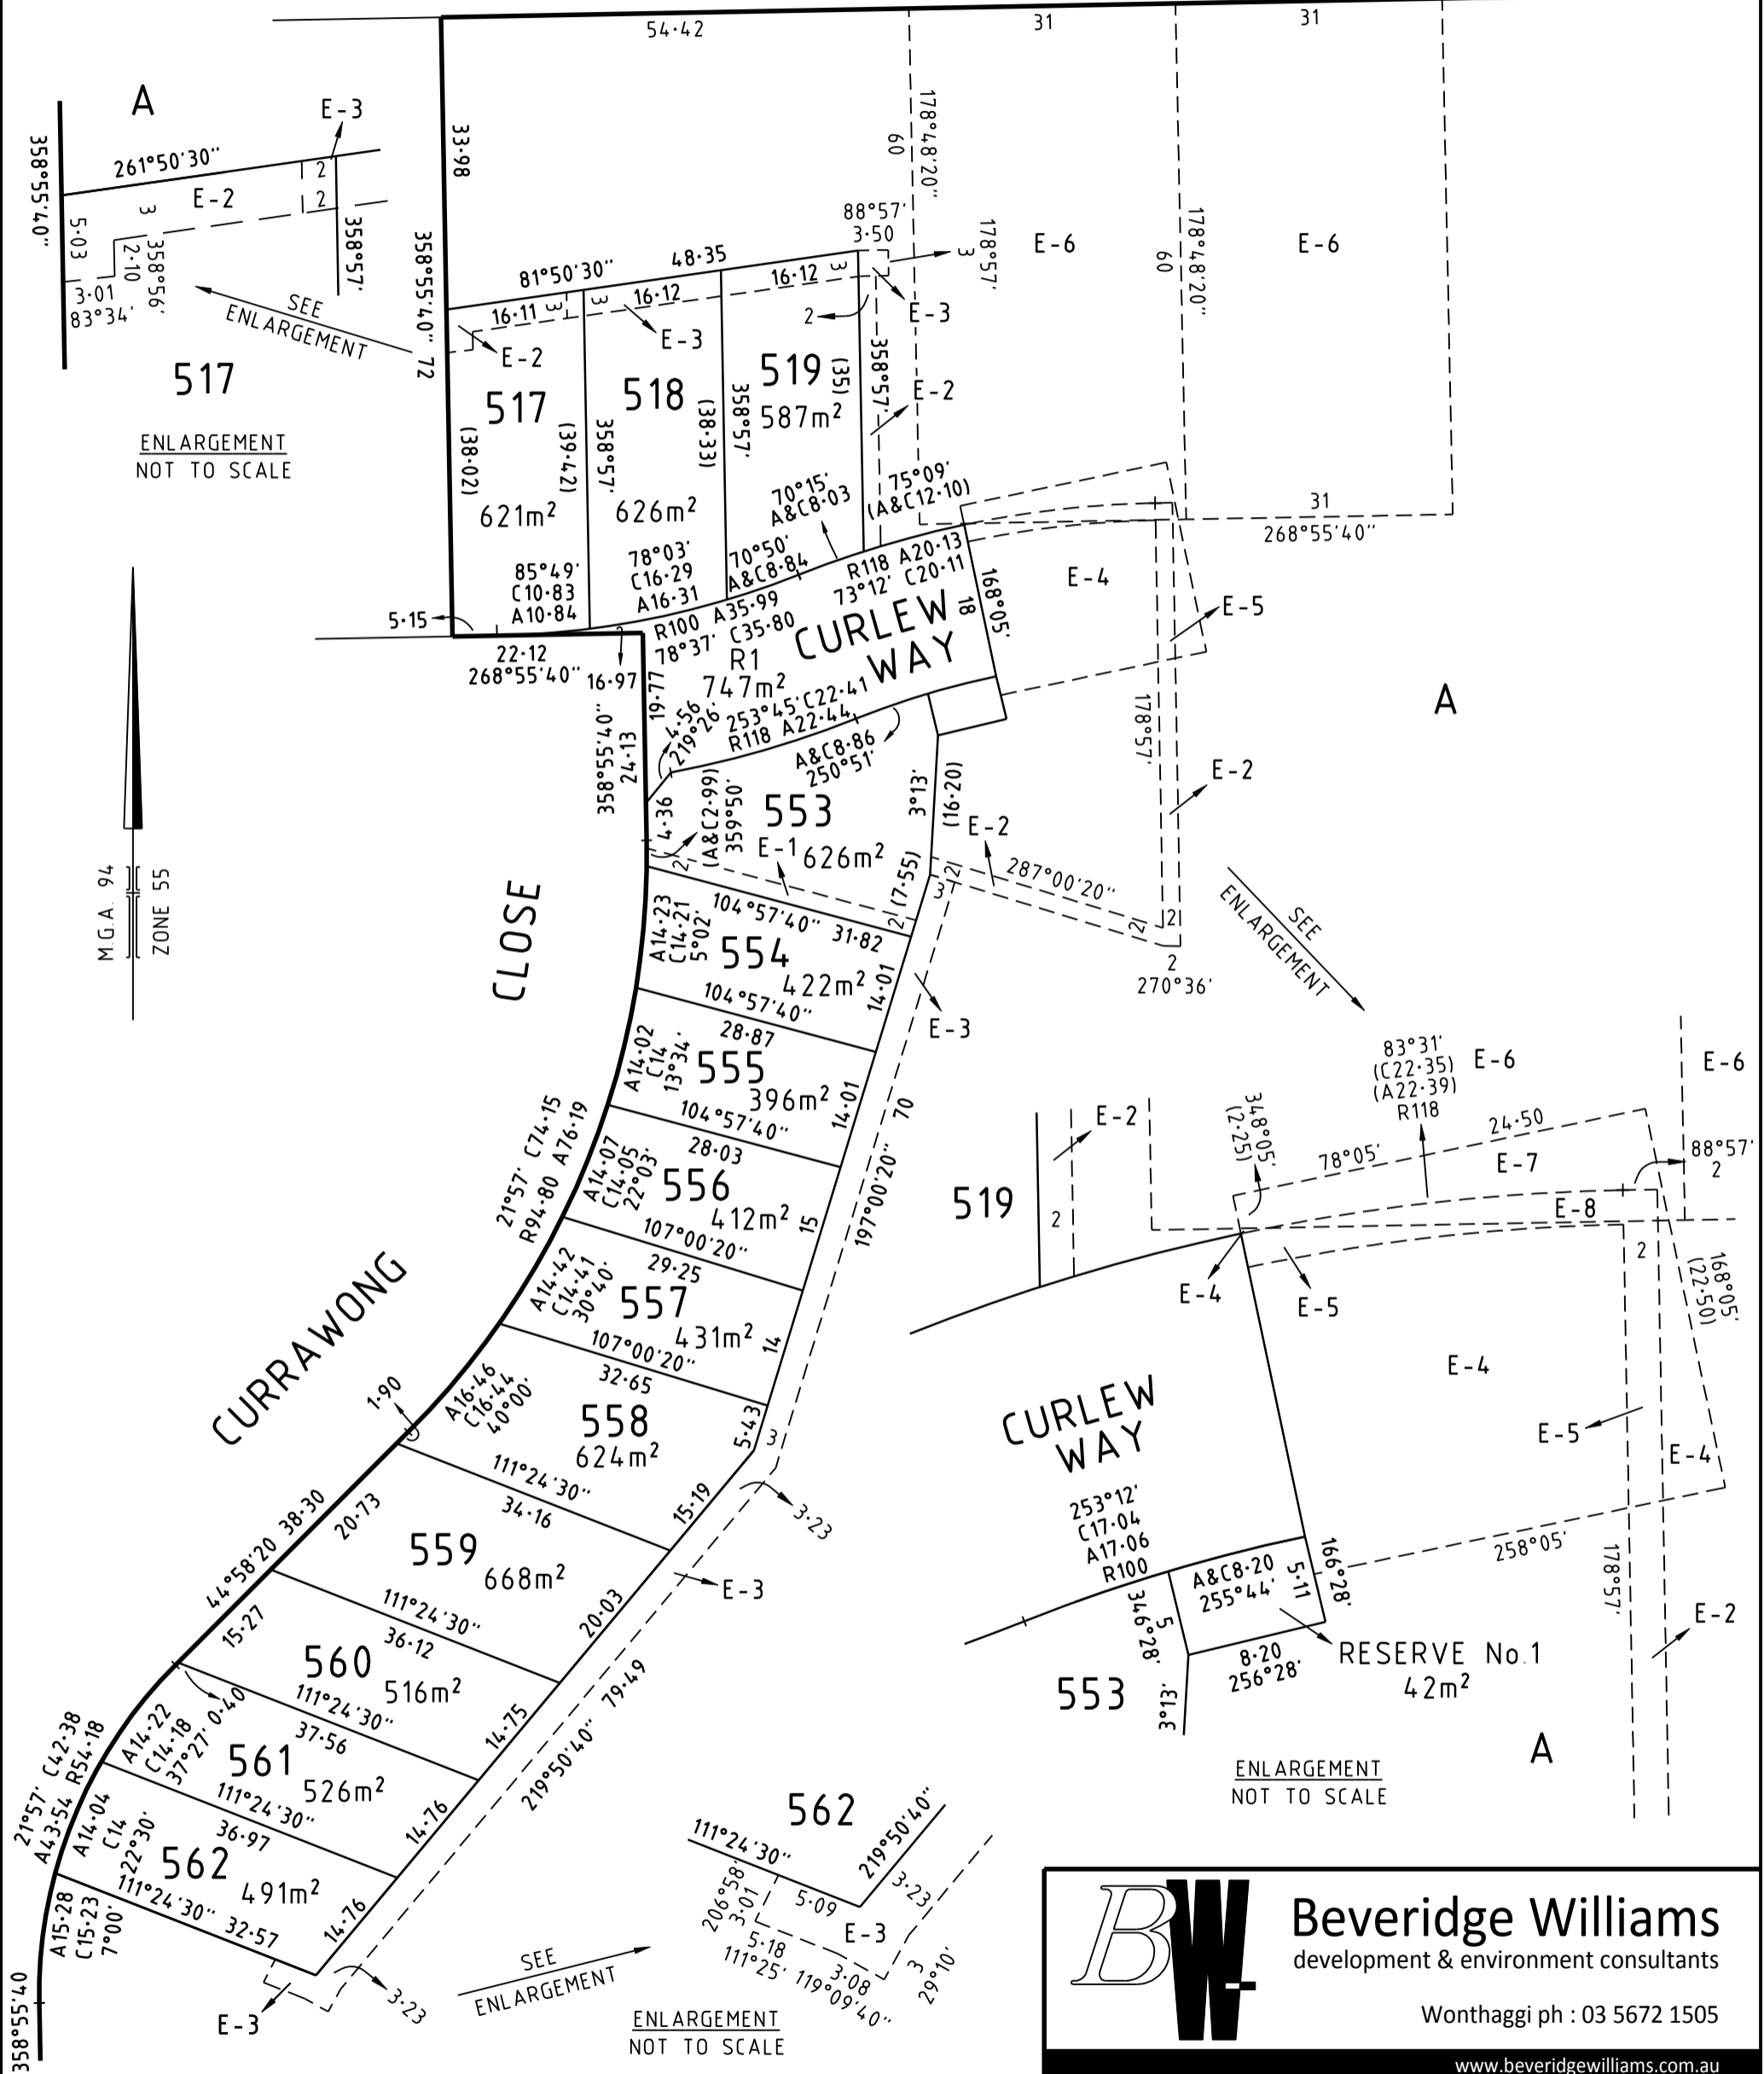 54·42
31
31
A
E-3
358°55'40"
261°50'30"
2
E-2
3
2
5·03
2·10
358°56'
358°57'
3·01
83°34'
SEE
ENLARGEMENT
517
ENLARGEMENT
NOT TO SCALE
33·98
358°55'40"
72
178°48'20"
60
88°57'
3·50
3
178°57'
E-6
178°48'20"
60
E-6
81°50'30"
48·35
16·11
3
3
16·12
16·12
3
E-2
E-3
2
E-3
517
518
519
587m²
(35)
358°57'
E-2
(38·02)
(39·42)
358°57'
(38·33)
358°57'
621m²
626m²
70°15'
A&C8·03
75°09'
(A&C12·10)
31
268°55'40"
85°49'
C10·83
A10·84
78°03'
C16·29
A16·31
70°50'
A&C8·84
R118 A20·13
73°12' C20·11
R100 A35·99
78°37' C35·80
5·15
22·12
268°55'40"
16·97
R1
747m²
CURLEW
WAY
18
168°05'
E-4
E-5
19·77
4·56
219°26'
253°45' C22·41
R118 A22·44
358°55'40"
24·13
A&C8·86
250°51'
178°57'
A
E-2
4·36
(A&C2·99)
359°50'
553
626m²
E-1
2
3°13'
(16·20)
E-2
287°00'20"
2
3
(7·55)
2
2
2
2
270°36'
M.G.A. 94
ZONE 55
CLOSE
SEE
ENLARGEMENT
104°57'40"
31·82
A14·23
C14·21
5°02'
554
422m²
14·01
104°57'40"
28·87
E-3
A14·02
C14
13°34'
555
396m²
14·01
104°57'40"
28·03
70
197°00'20"
21°57' C74·15
R94·80 A76·19
A14·07
C14·05
22°03'
556
412m²
15
107°00'20"
29·25
A14·42
C14·41
30°40'
557
431m²
14
107°00'20"
32·65
CURRAWONG
1·90
A16·46
C16·44
40°00'
558
624m²
5·43
3
111°24'30"
34·16
15·19
3·23
44°58'20
38·30
20·73
559
668m²
E-3
111°24'30"
36·12
20·03
15·27
560
516m²
111°24'30"
37·56
14·75
219°50'40"
79·49
0·40
21°57' C42·38
A43·54 R54·18
A14·22
C14·18
37°27'
561
526m²
111°24'30"
36·97
14·76
A14·04
C14
22°30'
562
491m²
111°24'30"
32·57
14·76
A15·28
C15·23
7°00'
358°55'40
E-3
3·23
SEE
ENLARGEMENT
562
111°24'30"
219°50'40"
206°58'
3·01
5·09
3·23
E-3
5·18
111°25'
3·08
119°09'40"
3
29°10'
ENLARGEMENT
NOT TO SCALE
83°31'
(C22·35)
(A22·39)
R118
E-6
E-6
E-2
348°05'
(2·25)
78°05'
24·50
88°57'
2
E-7
519
2
E-8
2
168°05'
(22·50)
E-4
E-5
E-4
CURLEW
WAY
E-5
E-4
253°12'
C17·04
A17·06
R100
258°05'
178°57'
A&C8·20
255°44'
5·11
166°28'
5
346°28'
8·20
256°28'
RESERVE No.1
42m²
E-2
553
3°13'
A
ENLARGEMENT
NOT TO SCALE
BW
Beveridge Williams
development & environment consultants
Wonthaggi ph : 03 5672 1505
www.beveridgewilliams.com.au